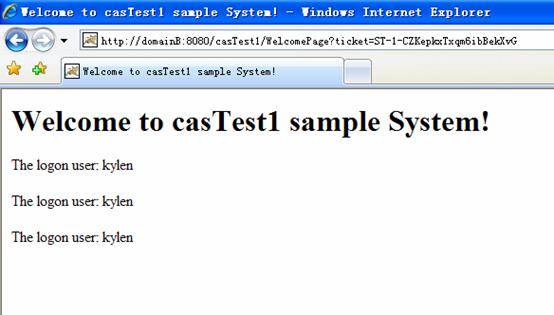 Welcome to casTest1 sample System! - Windows Internet Explorer
http://domainB:8080/casTest1/WelcomePage?ticket=ST-1-CZKepkxTxqm6ibBekXvG
Welcome to casTest1 sample System!
Welcome to casTest1 sample System!
The logon user: kylen
The logon user: kylen
The logon user: kylen